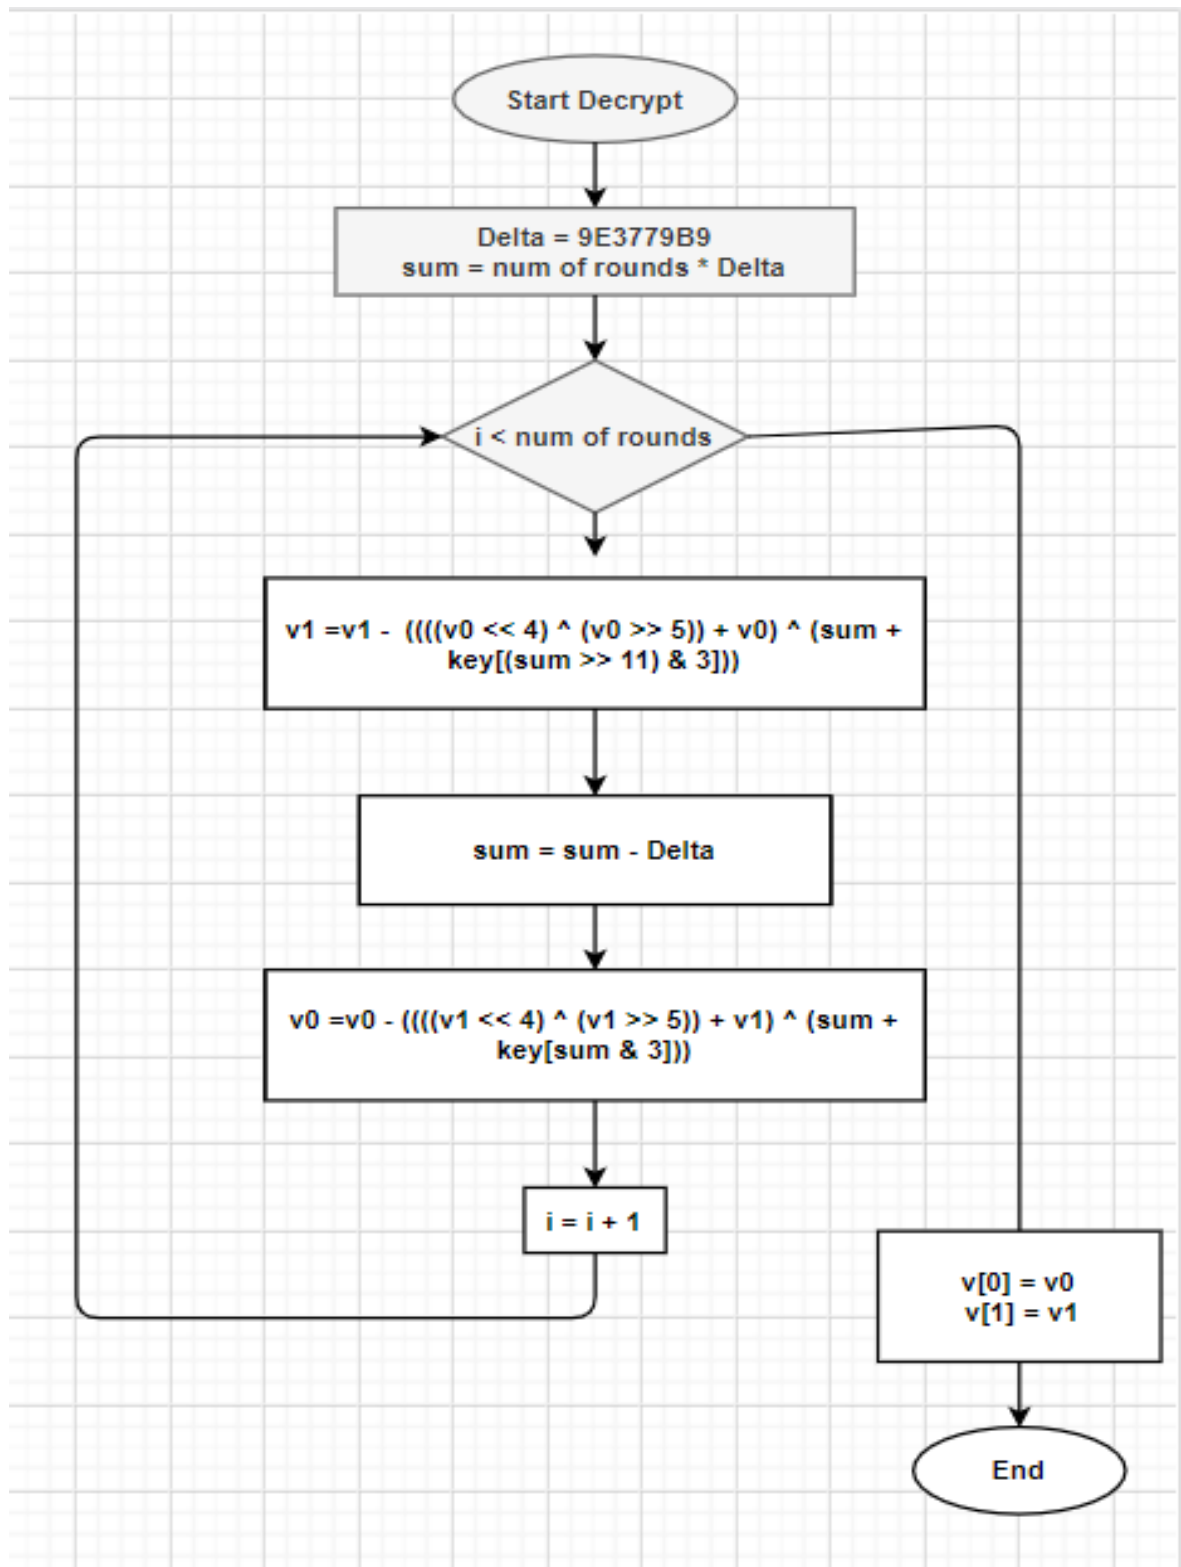 Start Decrypt
Delta = 9E3779B9
sum = num of rounds * Delta
i < num of rounds
v1 =v1 -  ((((v0 << 4) ^ (v0 >> 5)) + v0) ^ (sum +
key[(sum >> 11) & 3]))
sum = sum - Delta
v0 =v0 - ((((v1 << 4) ^ (v1 >> 5)) + v1) ^ (sum +
key[sum & 3]))
i = i + 1
v[0] = v0
v[1] = v1
End